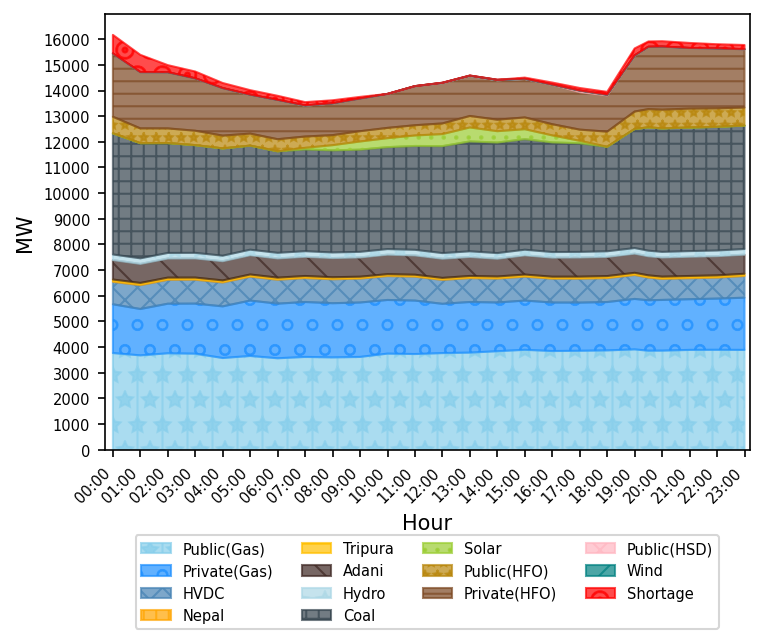 16000
15000
14000
13000
12000
11000
10000
9000
8000
7000
6000
5000
4000
3000
2000
1000
0
MW
00:00 01:00 02:00 03:00 04:00 05:00 06:00 07:00 08:00 09:00 10:00 11:00 12:00 13:00 14:00 15:00 16:00 17:00 18:00 19:00 20:00 21:00 22:00 23:00
Hour
Public(Gas) Tripura Solar Public(HSD)
Private(Gas) Adani Public(HFO) Wind
HVDC Hydro Private(HFO) Shortage
Nepal Coal